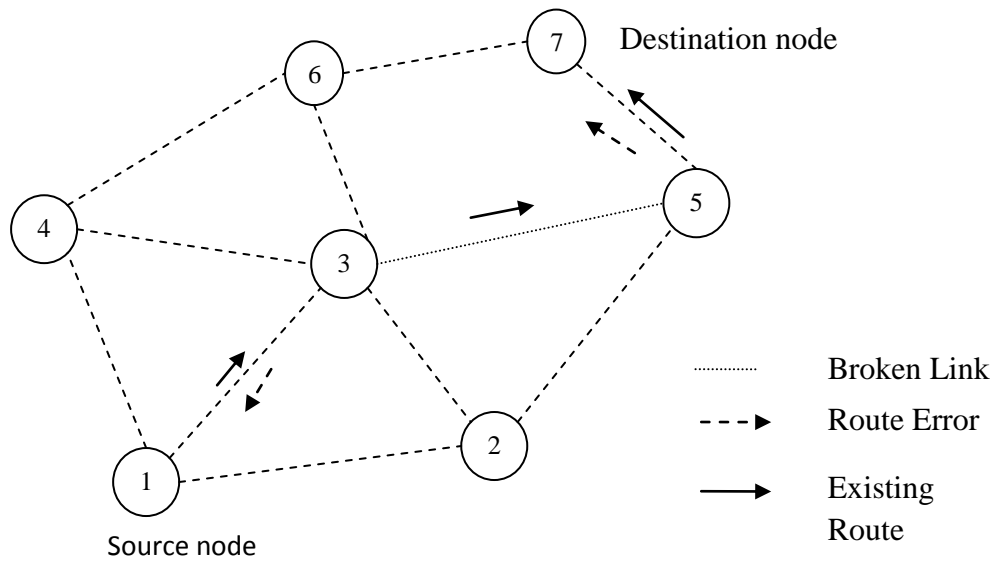 7
Destination node
6
5
4
3
Broken Link
Route Error
2
1
Existing
Route
Source node